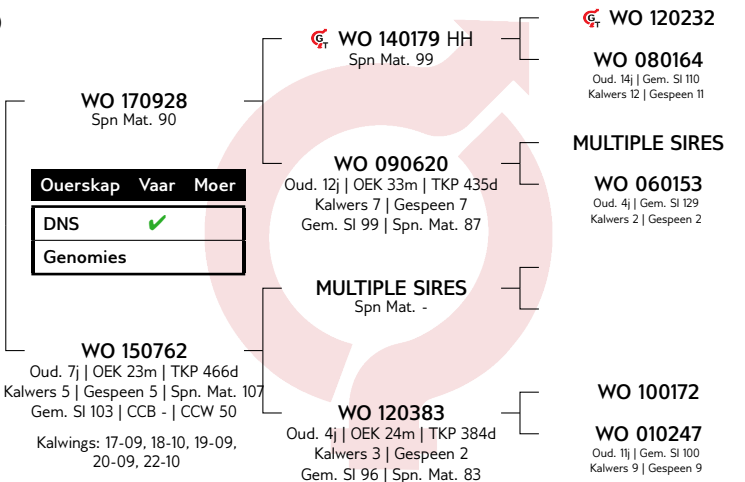 WO 170928
Spn Mat. 90
Ouerskap Vaar Moer
DNS ✔
Genomies
WO 150762
Oud. 7j | OEK 23m | TKP 466d
Kalwers 5 | Gespeen 5 | Spn. Mat. 107
Gem. SI 103 | CCB - | CCW 50
Kalwings: 17-09, 18-10, 19-09,
20-09, 22-10
GT WO 140179 HH
Spn Mat. 99
WO 090620
Oud. 12j | OEK 33m | TKP 435d
Kalwers 7 | Gespeen 7
Gem. SI 99 | Spn. Mat. 87
MULTIPLE SIRES
Spn Mat. -
WO 120383
Oud. 4j | OEK 24m | TKP 384d
Kalwers 3 | Gespeen 2
Gem. SI 96 | Spn. Mat. 83
GT WO 120232
WO 080164
Oud. 14j | Gem. SI 110
Kalwers 12 | Gespeen 11
MULTIPLE SIRES
WO 060153
Oud. 4j | Gem. SI 129
Kalwers 2 | Gespeen 2
WO 100172
WO 010247
Oud. 11j | Gem. SI 100
Kalwers 9 | Gespeen 9